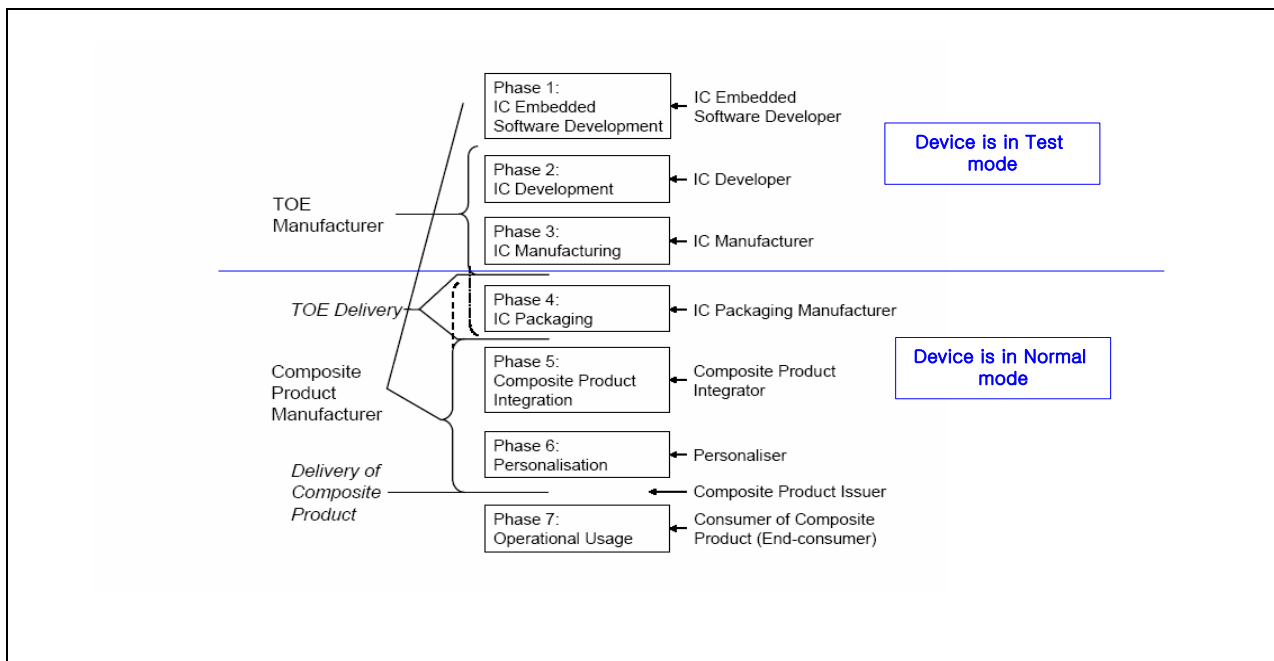 Phase 1:
IC Embedded
Software Development
IC Embedded
Software Developer
Device is in Test
mode
Phase 2:
IC Development
IC Developer
TOE
Manufacturer
Phase 3:
IC Manufacturing
IC Manufacturer
TOE Delivery
Phase 4:
IC Packaging
IC Packaging Manufacturer
Device is in Normal
mode
Composite
Product
Manufacturer
Phase 5:
Composite Product
Integration
Composite Product
Integrator
Phase 6:
Personalisation
Personaliser
Delivery of
Composite
Product
Composite Product Issuer
Phase 7:
Operational Usage
Consumer of Composite
Product (End-consumer)